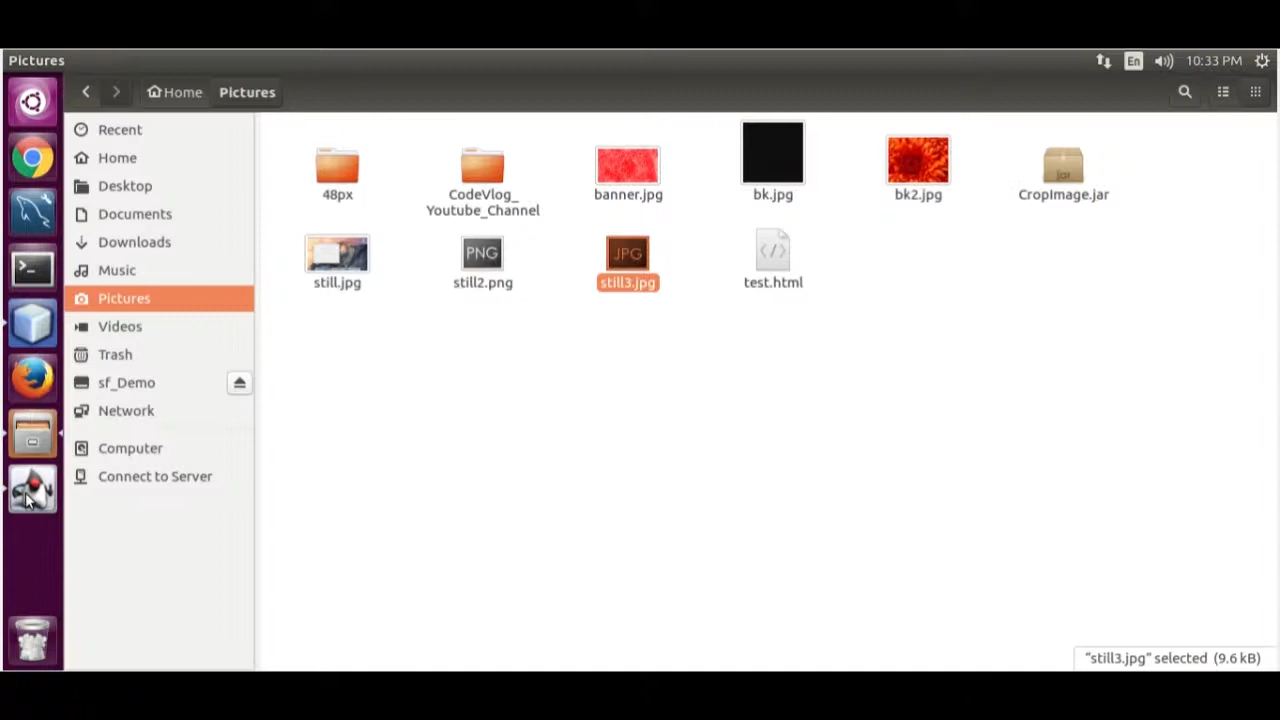 Pictures
En
10:33 PM
Home
Pictures
Recent
Home
Desktop
Documents
Downloads
Music
Pictures
Videos
Trash
sf_Demo
Network
Computer
Connect to Server
48px
CodeVlog_
Youtube_Channel
banner.jpg
bk.jpg
bk2.jpg
jar
CropImage.jar
still.jpg
PNG
still2.png
JPG
still3.jpg
</>
test.html
"still3.jpg" selected (9.6 kB)